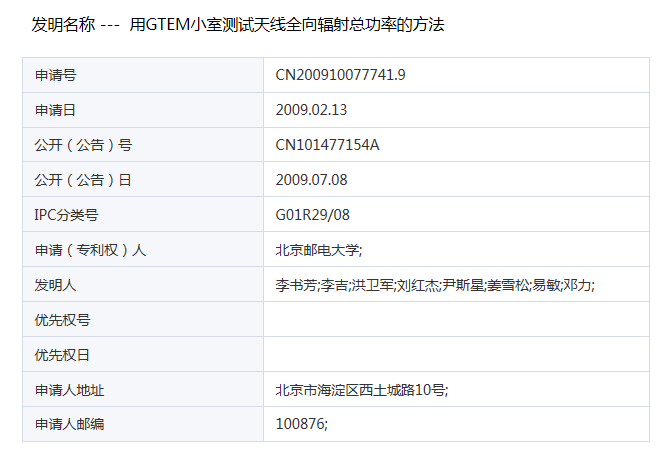 发明名称 --- 用GTEM小室测试天线全向辐射总功率的方法
申请号 CN200910077741.9
申请日 2009.02.13
公开（公告）号 CN101477154A
公开（公告）日 2009.07.08
IPC分类号 G01R29/08
申请（专利权）人 北京邮电大学;
发明人 李书芳;李吉;洪卫军;刘红杰;尹斯星;姜雪松;易敏;邓力;
优先权号
优先权日
申请人地址 北京市海淀区西土城路10号;
申请人邮编 100876;